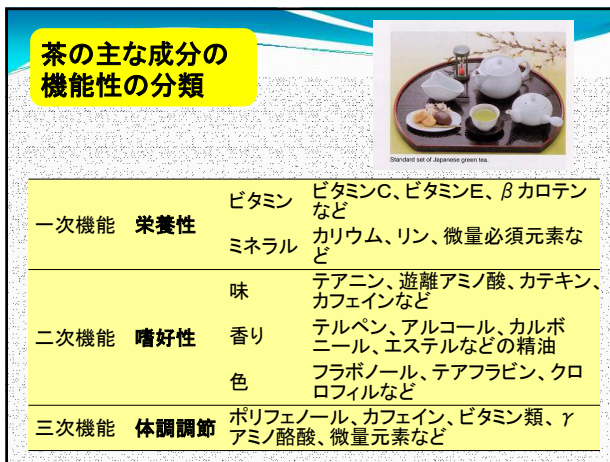 茶の主な成分の
機能性の分類
Standard set of Japanese green tea.
一次機能 栄養性 ビタミン ビタミンC、ビタミンE、βカロテン
など
ミネラル カリウム、リン、微量必須元素な
ど
二次機能 嗜好性 味 テアニン、遊離アミノ酸、カテキン、
カフェインなど
香り テルペン、アルコール、カルボ
ニール、エステルなどの精油
色 フラボノール、テアフラビン、クロ
ロフィルなど
三次機能 体調調節 ポリフェノール、カフェイン、ビタミン類、γ
アミノ酪酸、微量元素など